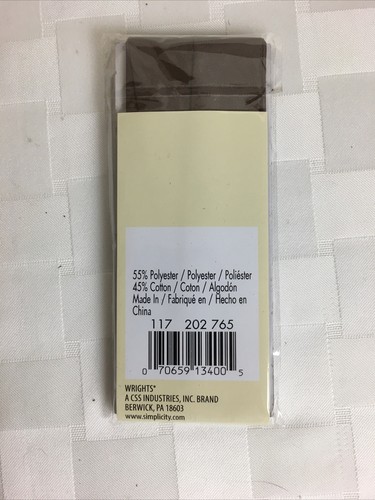 55% Polyester / Polyester / Poliéster
45% Cotton / Coton / Algodón
Made In / Fabriqué en / Hecho en
China
117 202 765
0 70659 13400 5
WRIGHTS®
A CSS INDUSTRIES, INC. BRAND
BERWICK, PA 18603
www.simplicity.com